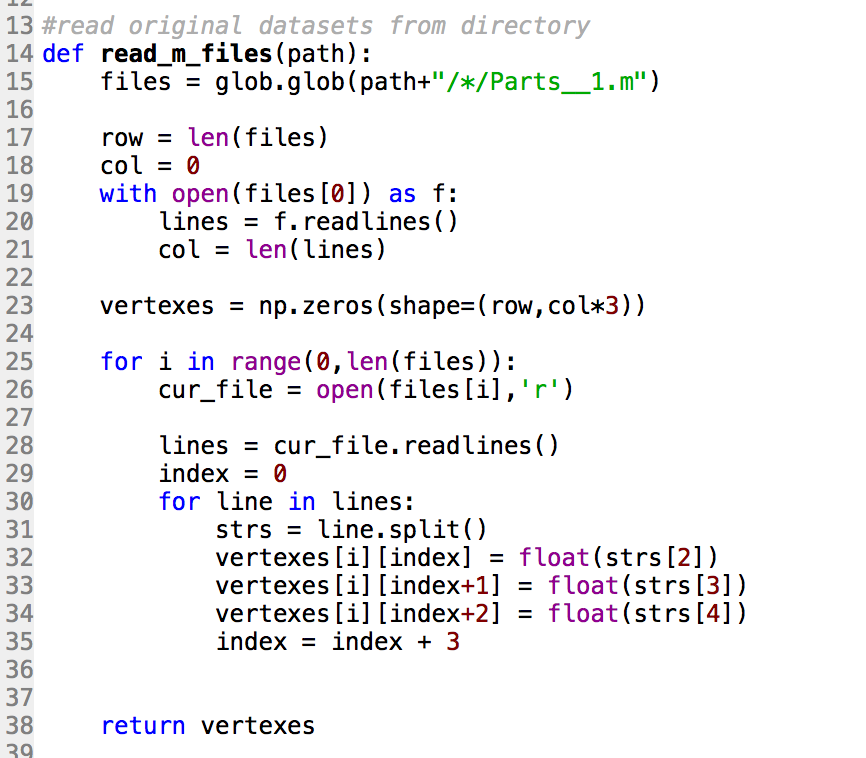 12
13 #read original datasets from directory
14 def read_m_files(path):
15     files = glob.glob(path+"/*/Parts__1.m")
16
17     row = len(files)
18     col = 0
19     with open(files[0]) as f:
20         lines = f.readlines()
21         col = len(lines)
22
23     vertexes = np.zeros(shape=(row,col*3))
24
25     for i in range(0,len(files)):
26         cur_file = open(files[i],'r')
27
28         lines = cur_file.readlines()
29         index = 0
30         for line in lines:
31             strs = line.split()
32             vertexes[i][index] = float(strs[2])
33             vertexes[i][index+1] = float(strs[3])
34             vertexes[i][index+2] = float(strs[4])
35             index = index + 3
36
37
38     return vertexes
39